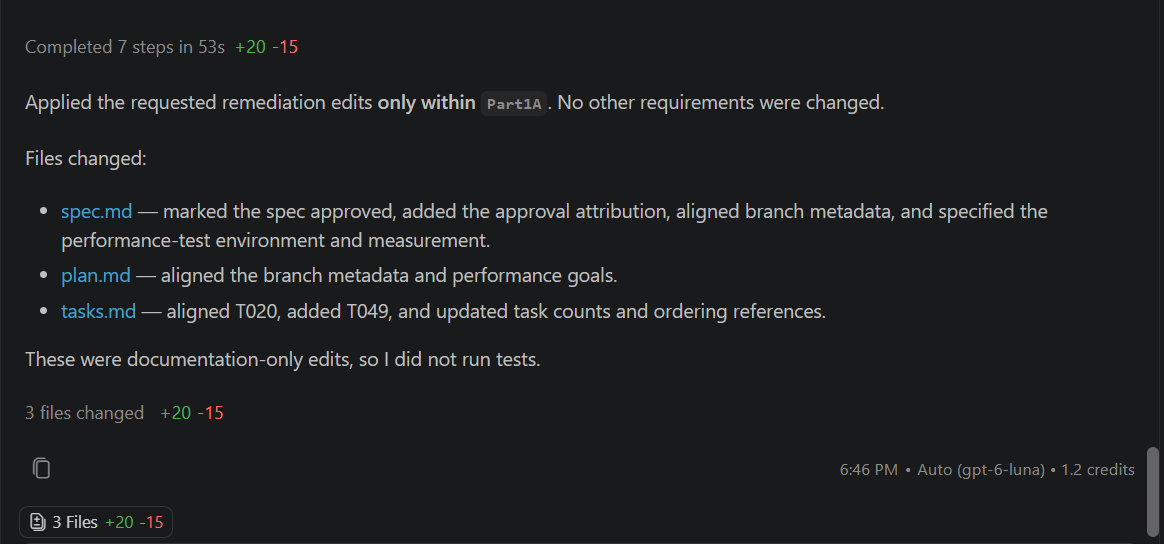 Completed 7 steps in 53s +20 -15
Applied the requested remediation edits only within Part1A. No other requirements were changed.
Files changed:
• spec.md — marked the spec approved, added the approval attribution, aligned branch metadata, and specified the
performance-test environment and measurement.
• plan.md — aligned the branch metadata and performance goals.
• tasks.md — aligned T020, added T049, and updated task counts and ordering references.
These were documentation-only edits, so I did not run tests.
3 files changed +20 -15
6:46 PM • Auto (gpt-6-luna) • 1.2 credits
3 Files +20 -15